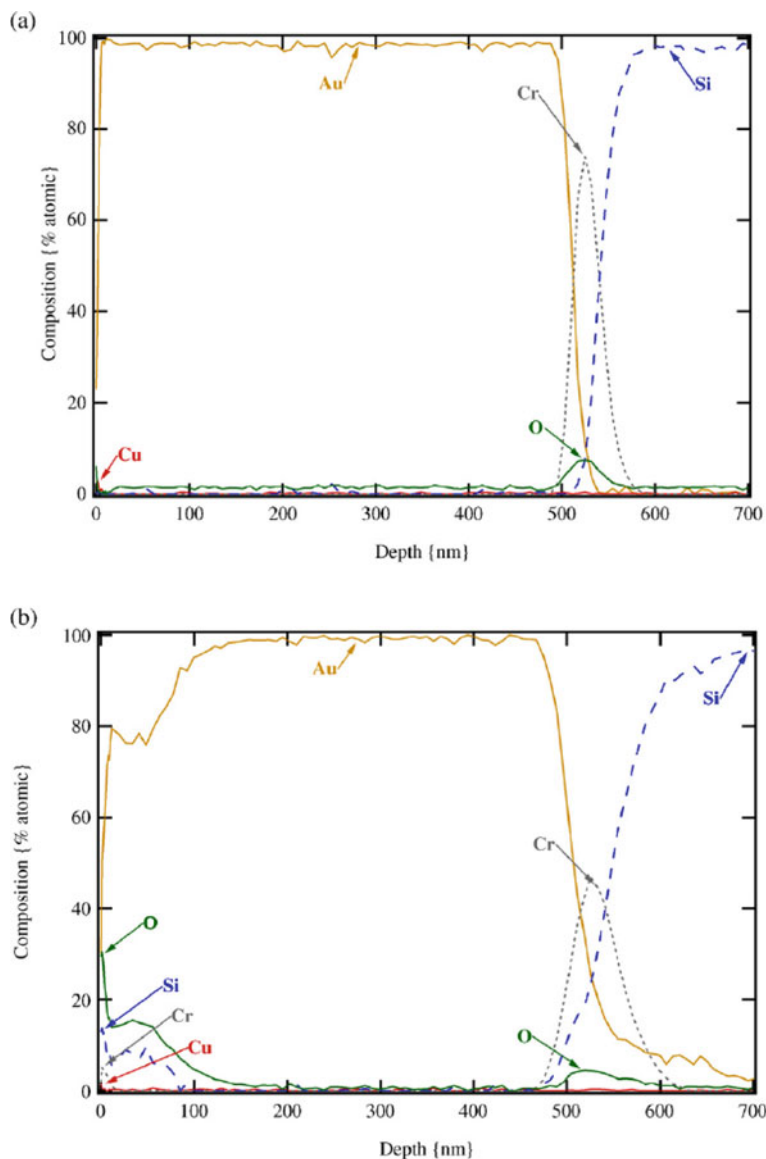 (a)
100
80
60
40
20
0
Composition {% atomic}
Au
Cr
Si
Cu
O
0 100 200 300 400 500 600 700
Depth {nm}
(b)
100
80
60
40
20
0
Composition {% atomic}
Au
Si
Cr
O
Si
Cr
Cu
O
0 100 200 300 400 500 600 700
Depth {nm}